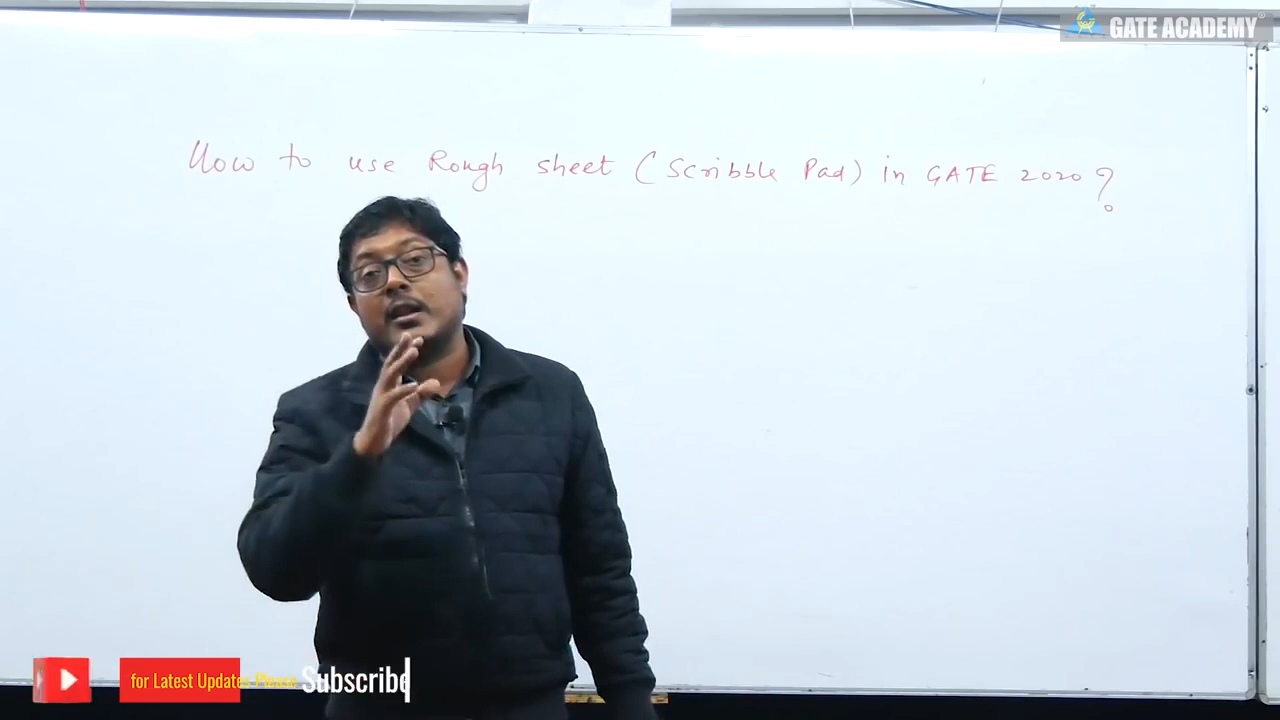 GATE ACADEMY
How to use Rough sheet (Scribble Pad) in GATE 2020?
for Latest Updates Please Subscribe